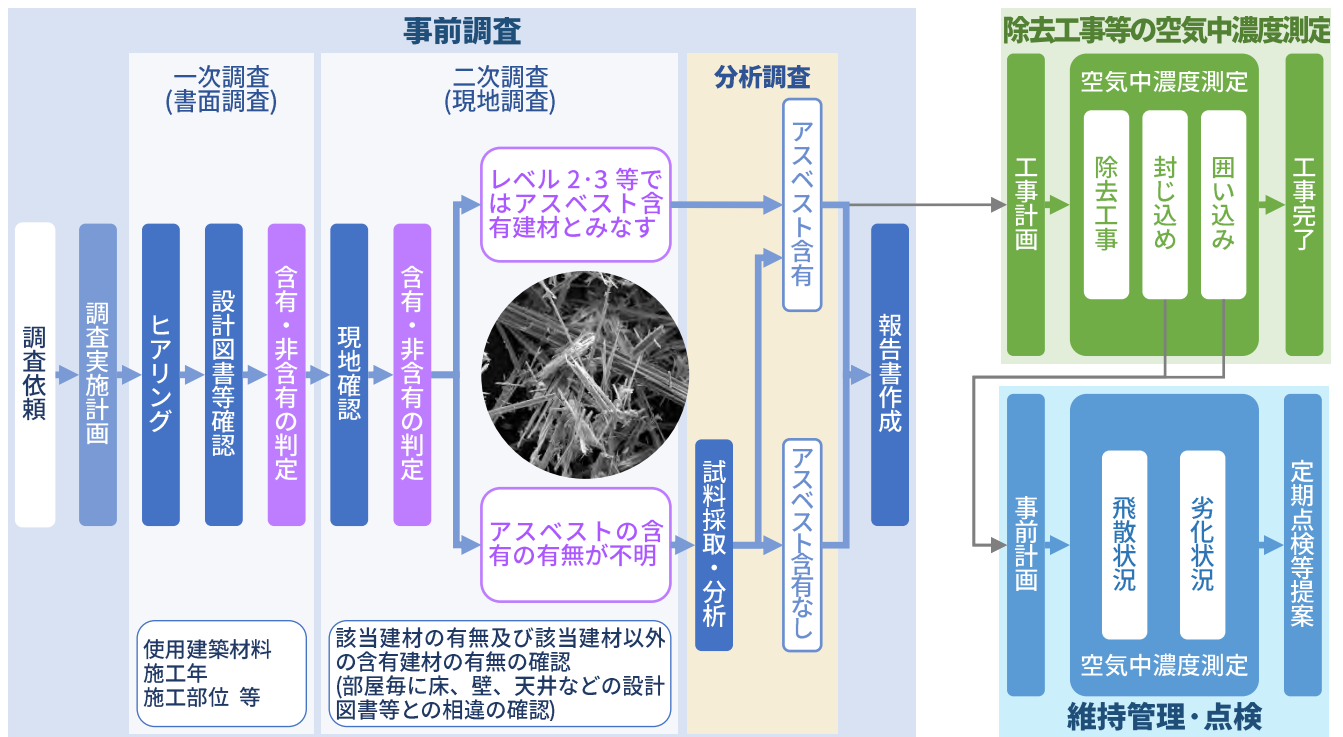 事前調査
一次調査
(書面調査)
二次調査
(現地調査)
分析調査
調査依頼
調査実施計画
ヒアリング
設計図書等確認
含有・非含有の判定
現地確認
含有・非含有の判定
レベル 2・3 等で
はアスベスト含
有建材とみなす
アスベストの含
有の有無が不明
試料採取・分析
アスベスト含有
アスベスト含有なし
報告書作成
使用建築材料
施工年
施工部位 等
該当建材の有無及び該当建材以外
の含有建材の有無の確認
(部屋毎に床、壁、天井などの設計
図書等との相違の確認)
除去工事等の空気中濃度測定
工事計画
空気中濃度測定
除去工事
封じ込め
囲い込み
工事完了
事前計画
飛散状況
劣化状況
空気中濃度測定
定期点検等提案
維持管理・点検